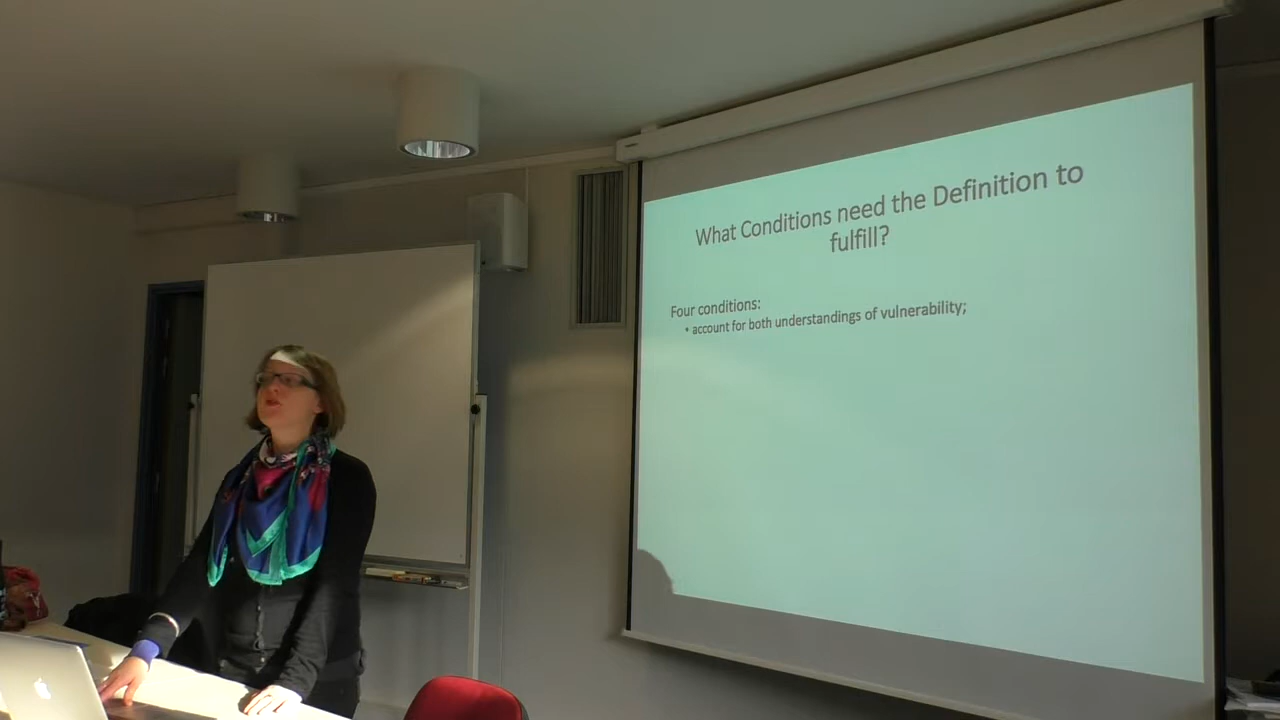 What Conditions need the Definition to
fulfill?
Four conditions:
• account for both understandings of vulnerability;